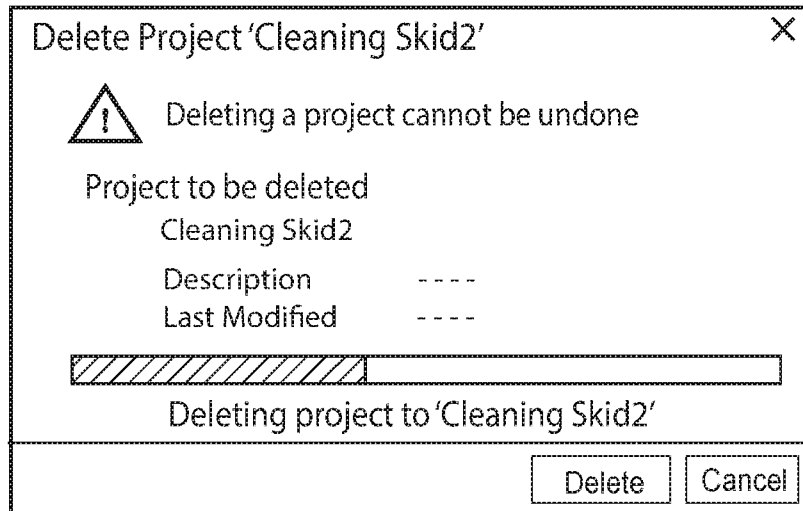 Delete Project 'Cleaning Skid2' ×
! Deleting a project cannot be undone
Project to be deleted
Cleaning Skid2
Description - - - -
Last Modified - - - -
Deleting project to 'Cleaning Skid2'
Delete Cancel